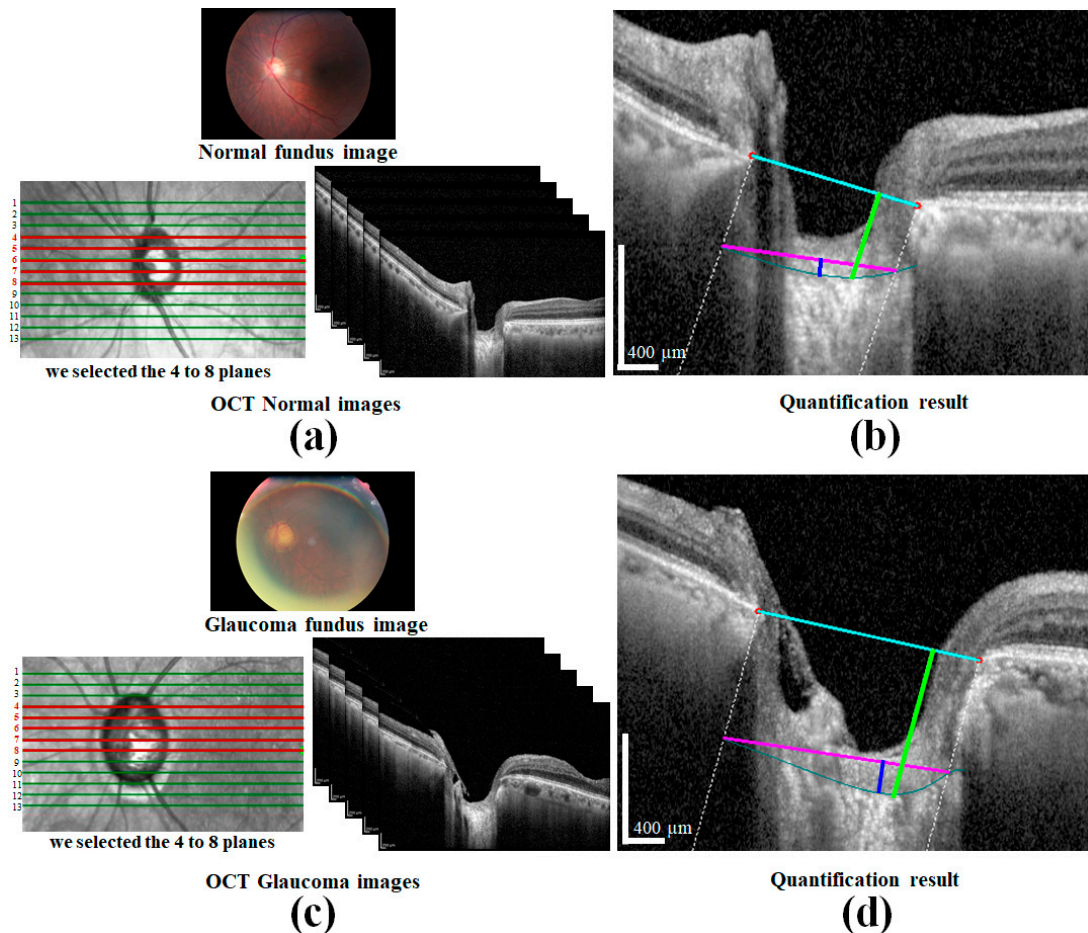 Normal fundus image
1
2
3
4
5
6
7
8
9
10
11
12
13
we selected the 4 to 8 planes
OCT Normal images
(a)
400 µm
Quantification result
(b)
Glaucoma fundus image
1
2
3
4
5
6
7
8
9
10
11
12
13
we selected the 4 to 8 planes
OCT Glaucoma images
(c)
400 µm
Quantification result
(d)